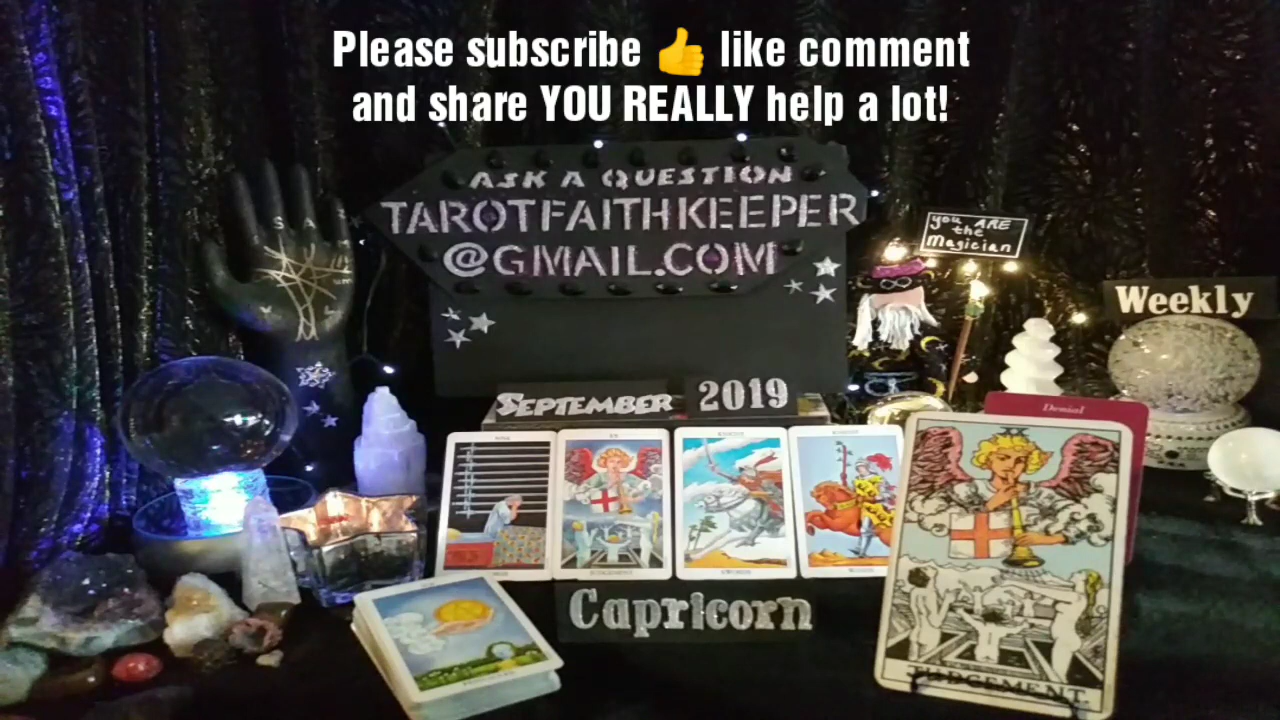 Please subscribe 👍 like comment
and share YOU REALLY help a lot!
ASK A QUESTION
TAROTFAITHKEEPER
@GMAIL.COM
you ARE
the
Magician
Weekly
SEPTEMBER 2019
Denial
XX
JUDGEMENT
Capricorn